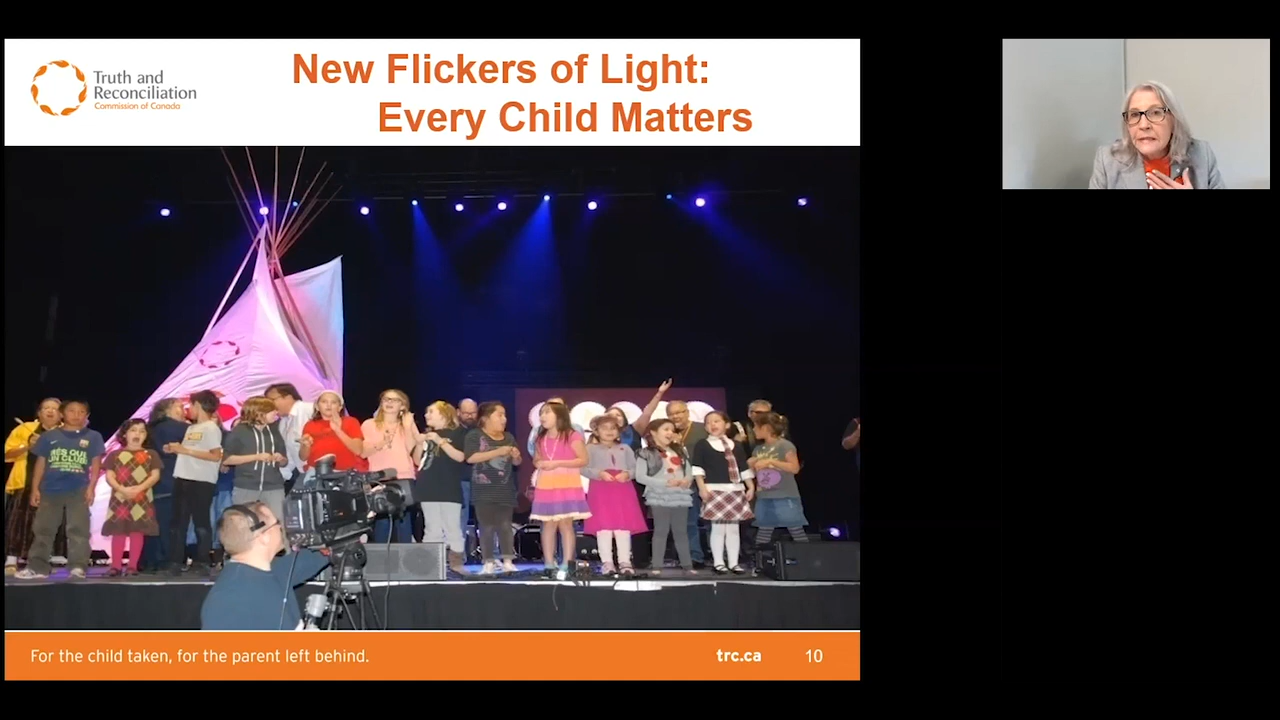 Truth and
Reconciliation
Commission of Canada
New Flickers of Light:
Every Child Matters
For the child taken, for the parent left behind.
trc.ca
10